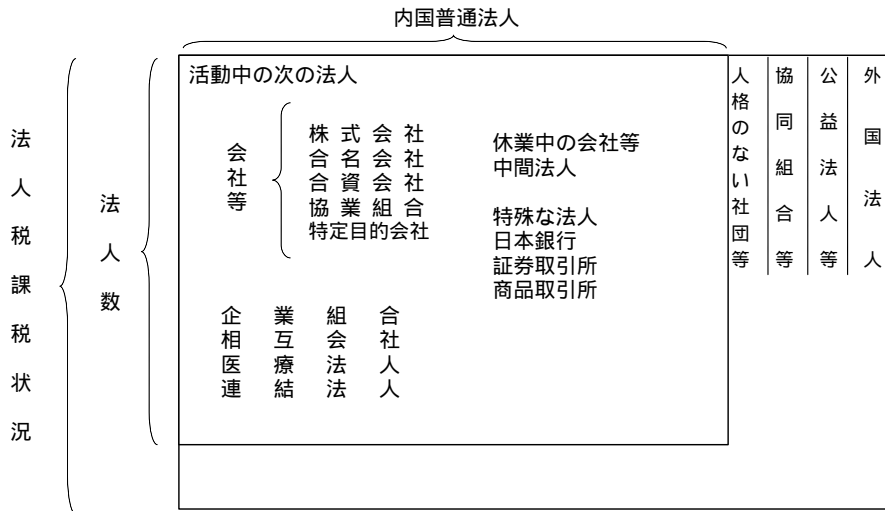 内国普通法人
活動中の次の法人
会社等
株式会社
合名会社
合資会社
協業組合
特定目的会社
企業組合
相互会社
医療法人
連結法人
休業中の会社等
中間法人
特殊な法人
日本銀行
証券取引所
商品取引所
人格のない社団等
協同組合等
公益法人等
外国法人
法人数
法人税課税状況